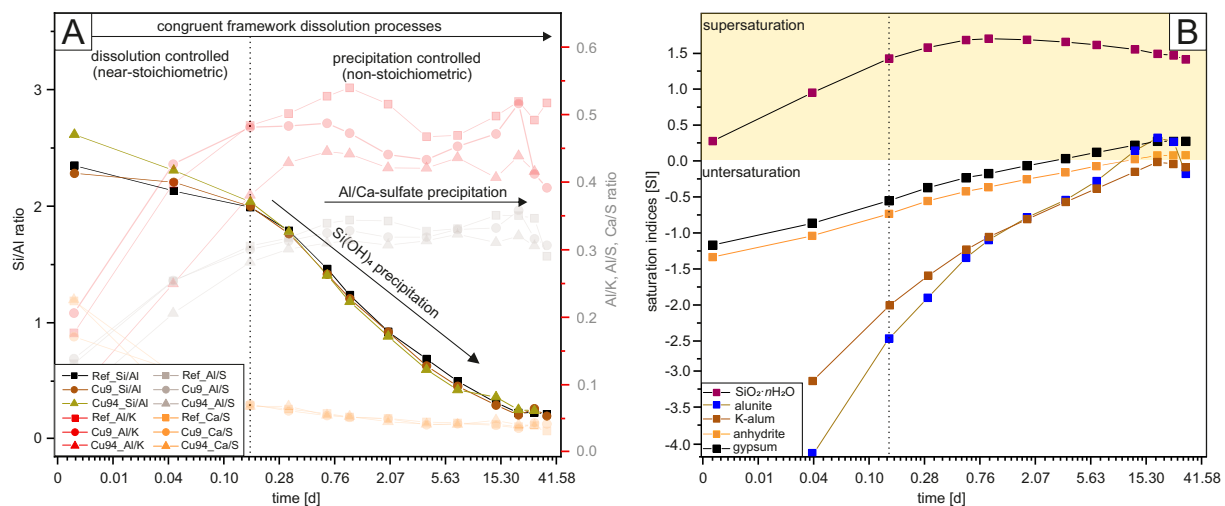 A
congruent framework dissolution processes
dissolution controlled
(near-stoichiometric)
precipitation controlled
(non-stoichiometric)
Al/Ca-sulfate precipitation
Si(OH)₄ precipitation
Si/Al ratio
3
2
1
0
0.6
0.5
0.4
0.3
0.2
0.1
0.0
Al/K, Al/S, Ca/S ratio
Ref_Si/Al
Cu9_Si/Al
Cu94_Si/Al
Ref_Al/K
Cu9_Al/K
Cu94_Al/K
Ref_Al/S
Cu9_Al/S
Cu94_Al/S
Ref_Ca/S
Cu9_Ca/S
Cu94_Ca/S
0 0.01 0.04 0.10 0.28 0.76 2.07 5.63 15.30 41.58
time [d]
B
supersaturation
untersaturation
saturation indices [SI]
1.5
1.0
0.5
0.0
-0.5
-1.0
-1.5
-2.0
-2.5
-3.0
-3.5
-4.0
SiO₂·nH₂O
alunite
K-alum
anhydrite
gypsum
0 0.01 0.04 0.10 0.28 0.76 2.07 5.63 15.30 41.58
time [d]